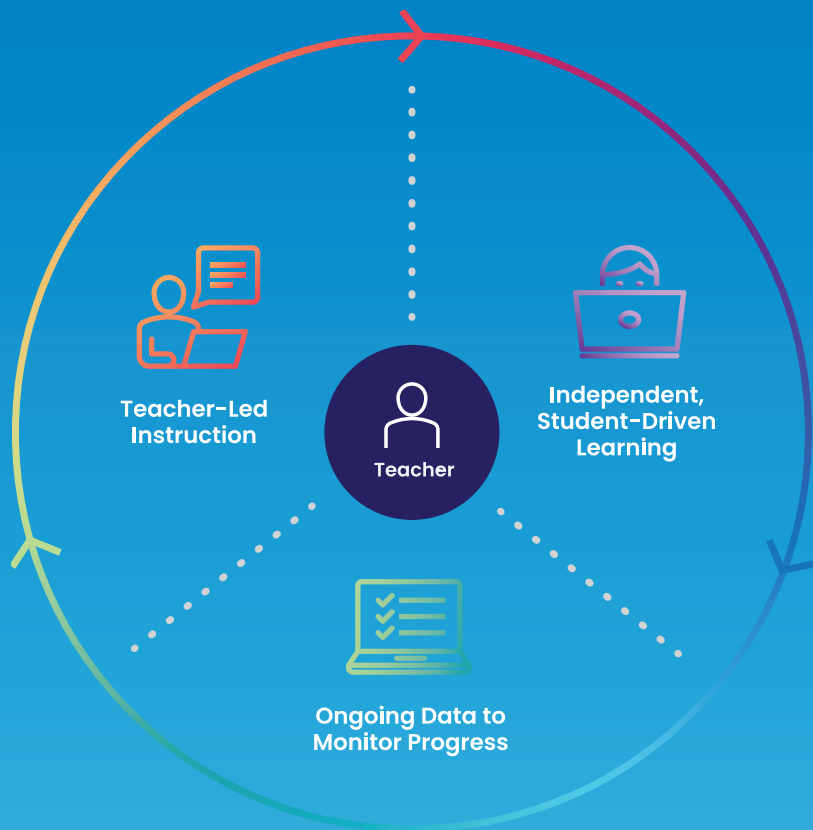 Teacher-Led
Instruction
Independent,
Student-Driven
Learning
Teacher
Ongoing Data to
Monitor Progress